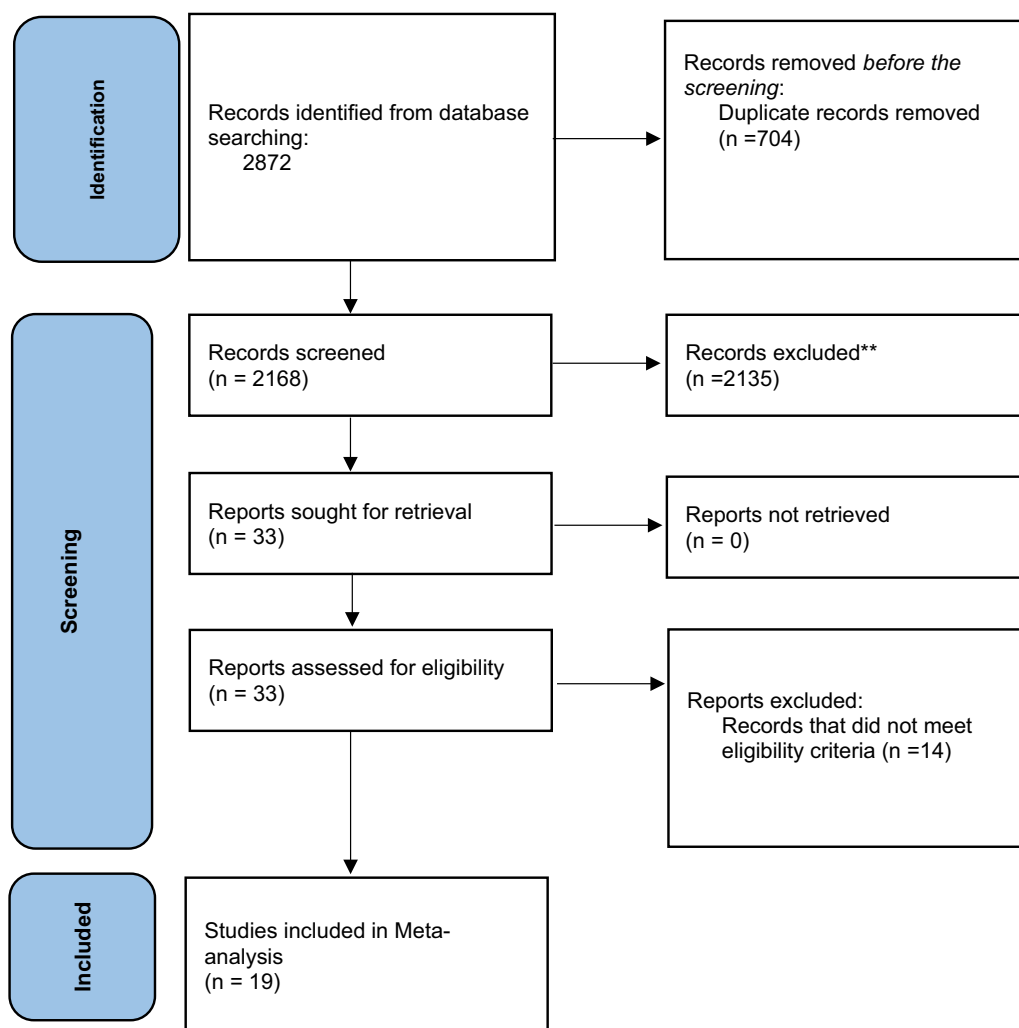 Identification
Records identified from database
searching:
2872
Records removed before the
screening:
Duplicate records removed
(n =704)
Screening
Records screened
(n = 2168)
Records excluded**
(n =2135)
Reports sought for retrieval
(n = 33)
Reports not retrieved
(n = 0)
Reports assessed for eligibility
(n = 33)
Reports excluded:
Records that did not meet
eligibility criteria (n =14)
Included
Studies included in Meta-
analysis
(n = 19)